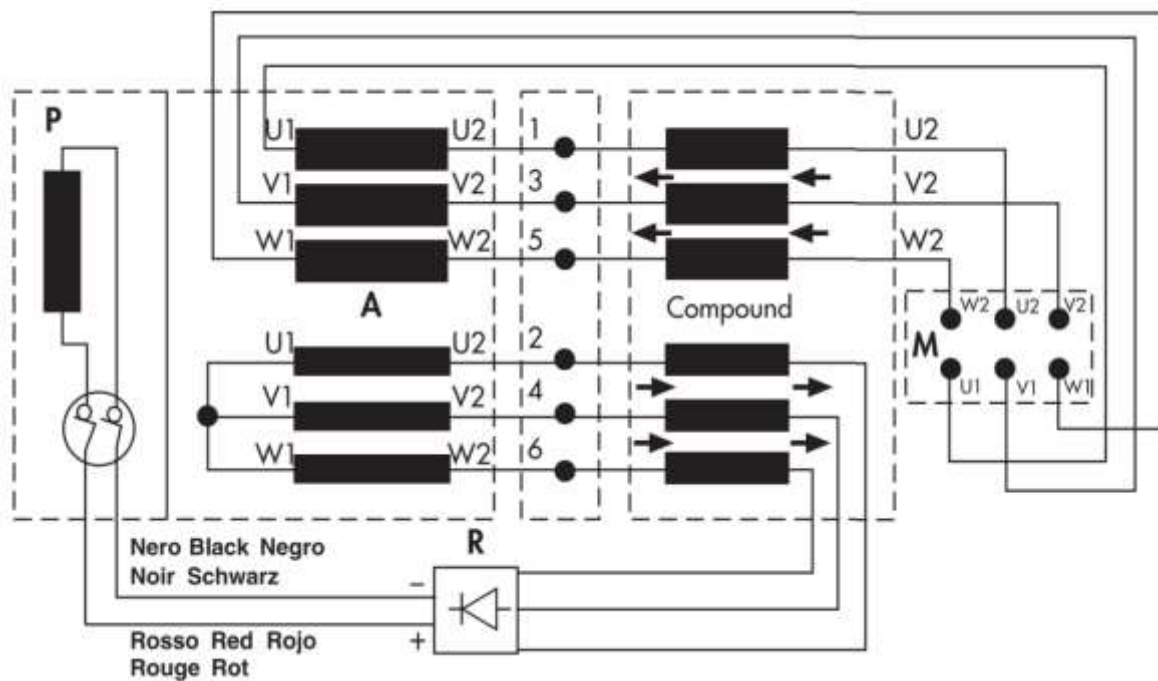 P
U1 U2 1 U2
V1 V2 3 V2
W1 W2 5 W2
A Compound
W2 U2 V2
M
U1 V1 W1
U1 U2 2
V1 V2 4
W1 W2 6
Nero Black Negro
Noir Schwarz
R
–
+
Rosso Red Rojo
Rouge Rot